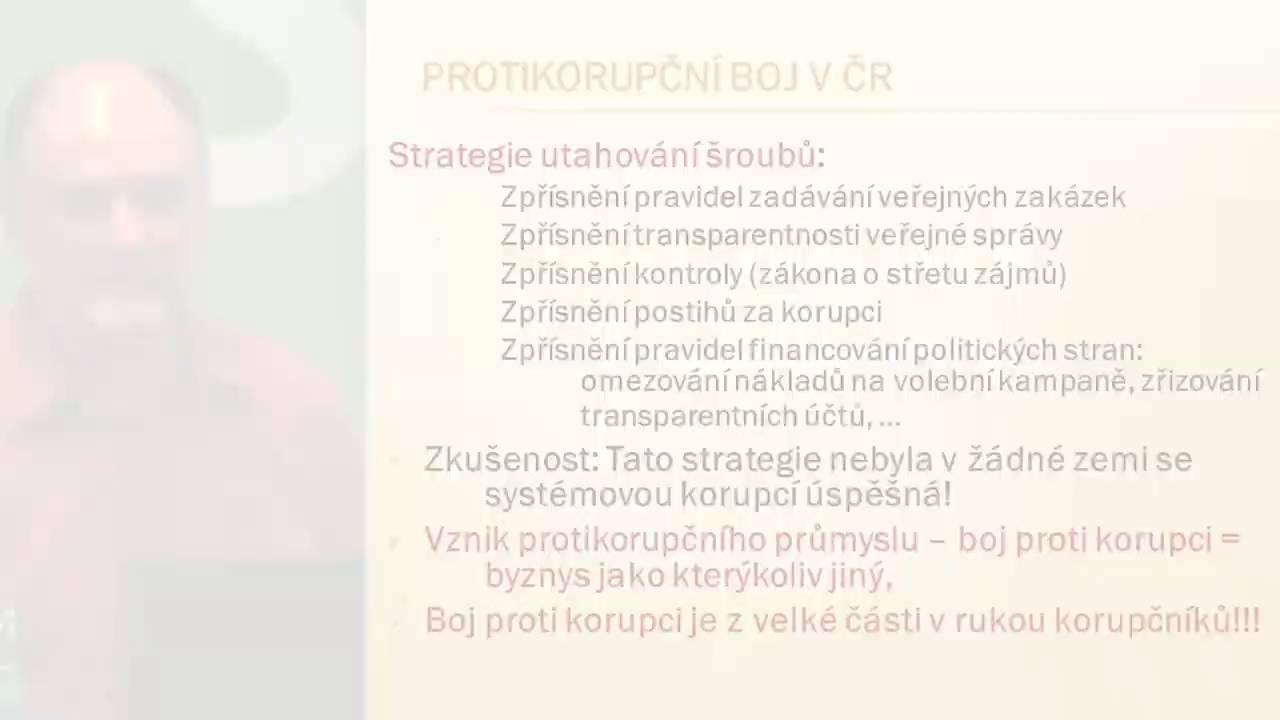 PROTIKORUPČNÍ BOJ V ČR
Strategie utahování šroubů:
Zpřísnění pravidel zadávání veřejných zakázek
Zpřísnění transparentnosti veřejné správy
Zpřísnění kontroly (zákona o střetu zájmů)
Zpřísnění postihů za korupci
Zpřísnění pravidel financování politických stran:
omezování nákladů na volební kampaně, zřizování
transparentních účtů, ...
Zkušenost: Tato strategie nebyla v žádné zemi se
systémovou korupcí úspěšná!
Vznik protikorupčního průmyslu – boj proti korupci =
byznys jako kterýkoliv jiný,
Boj proti korupci je z velké části v rukou korupčníků!!!